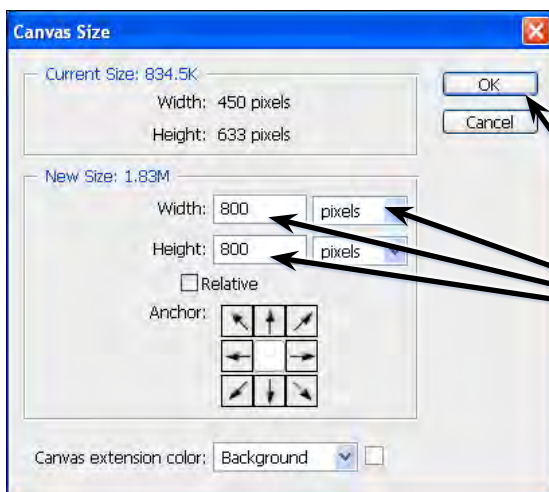 Canvas Size
Current Size: 834.5K
OK
Width: 450 pixels
Cancel
Height: 633 pixels
New Size: 1.83M
Width: 800 pixels
Height: 800 pixels
Relative
Anchor:
Canvas extension color: Background